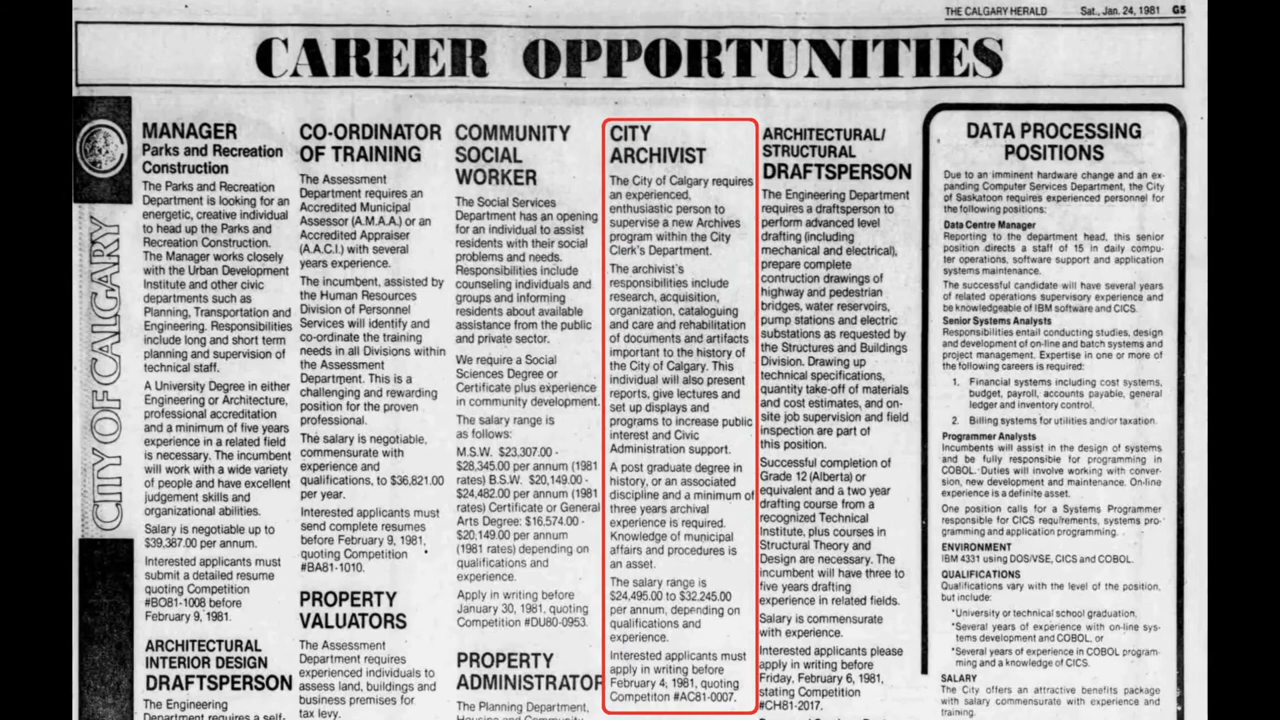 THE CALGARY HERALD Sat., Jan. 24, 1981 G5
CAREER OPPORTUNITIES
CITY OF CALGARY
MANAGER
Parks and Recreation
Construction
The Parks and Recreation
Department is looking for an
energetic, creative individual
to head up the Parks and
Recreation Construction.
The Manager works closely
with the Urban Development
Institute and other civic
departments such as
Planning, Transportation and
Engineering. Responsibilities
include long and short term
planning and supervision of
technical staff.
A University Degree in either
Engineering or Architecture,
professional accreditation
and a minimum of five years
experience in a related field
is necessary. The incumbent
will work with a wide variety
of people and have excellent
judgement skills and
organizational abilities.
Salary is negotiable up to
$39,387.00 per annum.
Interested applicants must
submit a detailed resume
quoting Competition
#BO81-1008 before
February 9, 1981.
ARCHITECTURAL
INTERIOR DESIGN
DRAFTSPERSON
The Engineering
Department requires a self-
CO-ORDINATOR
OF TRAINING
The Assessment
Department requires an
Accredited Municipal
Assessor (A.M.A.A.) or an
Accredited Appraiser
(A.A.C.I.) with several
years experience.
The incumbent, assisted by
the Human Resources
Division of Personnel
Services will identify and
co-ordinate the training
needs in all Divisions within
the Assessment
Department. This is a
challenging and rewarding
position for the proven
professional.
The salary is negotiable,
commensurate with
experience and
qualifications, to $36,821.00
per year.
Interested applicants must
send complete resumes
before February 9, 1981,
quoting Competition
#BA81-1010.
PROPERTY
VALUATORS
The Assessment
Department requires
experienced individuals to
assess land, buildings and
business premises for
tax levy.
COMMUNITY
SOCIAL
WORKER
The Social Services
Department has an opening
for an individual to assist
residents with their social
problems and needs.
Responsibilities include
counseling individuals and
groups and informing
residents about available
assistance from the public
and private sector.
We require a Social
Sciences Degree or
Certificate plus experience
in community development.
The salary range is
as follows:
M.S.W. $23,307.00 -
$28,345.00 per annum (1981
rates) B.S.W. $20,149.00 -
$24,482.00 per annum (1981
rates) Certificate or General
Arts Degree: $16,574.00 -
$20,149.00 per annum
(1981 rates) depending on
qualifications and
experience.
Apply in writing before
January 30, 1981, quoting
Competition #DU80-0953.
PROPERTY
ADMINISTRATOR
The Planning Department,
CITY
ARCHIVIST
The City of Calgary requires
an experienced,
enthusiastic person to
supervise a new Archives
program within the City
Clerk's Department.
The archivist's
responsibilities include
research, acquisition,
organization, cataloguing
and care and rehabilitation
of documents and artifacts
important to the history of
the City of Calgary. This
individual will also present
reports, give lectures and
set up displays and
programs to increase public
interest and Civic
Administration support.
A post graduate degree in
history, or an associated
discipline and a minimum of
three years archival
experience is required.
Knowledge of municipal
affairs and procedures is
an asset.
The salary range is
$24,495.00 to $32,245.00
per annum, depending on
qualifications and
experience.
Interested applicants must
apply in writing before
February 4, 1981, quoting
Competiton #AC81-0007.
ARCHITECTURAL/
STRUCTURAL
DRAFTSPERSON
The Engineering Department
requires a draftsperson to
perform advanced level
drafting (including
mechanical and electrical),
prepare complete
construction drawings of
highway and pedestrian
bridges, water reservoirs,
pump stations and electric
substations as requested by
the Structures and Buildings
Division. Drawing up
technical specifications,
quantity take-off of materials
and cost estimates, and on-
site job supervision and field
inspection are part of
this position.
Successful completion of
Grade 12 (Alberta) or
equivalent and a two year
drafting course from a
recognized Technical
Institute, plus courses in
Structural Theory and
Design are necessary. The
incumbent will have three to
five years drafting
experience in related fields.
Salary is commensurate
with experience.
Interested applicants please
apply in writing before
Friday, February 6, 1981,
stating Competition
#CH81-2017.
DATA PROCESSING
POSITIONS
Due to an imminent hardware change and an ex-
panding Computer Services Department, the City
of Saskatoon requires experienced personnel for
the following positions:
Data Centre Manager
Reporting to the department head, this senior
position directs a staff of 15 in daily compu-
ter operations, software support and application
systems maintenance.
The successful candidate will have several years
of related operations supervisory experience and
be knowledgeable of IBM software and CICS.
Senior Systems Analysts
Responsibilities entail conducting studies, design
and development of on-line and batch systems and
project management. Expertise in one or more of
the following careers is required:
1. Financial systems including cost systems,
budget, payroll, accounts payable, general
ledger and inventory control.
2. Billing systems for utilities and/or taxation.
Programmer Analysts
Incumbents will assist in the design of systems
and be fully responsible for programming in
COBOL. Duties will involve working with conver-
sion, new development and maintenance. On-line
experience is a definite asset.
One position calls for a Systems Programmer
responsible for CICS requirements, systems pro-
gramming and application programming.
ENVIRONMENT
IBM 4331 using DOS/VSE, CICS and COBOL.
QUALIFICATIONS
Qualifications vary with the level of the position,
but include:
*University or technical school graduation,
*Several years of experience with on-line sys-
tems development and COBOL, or
*Several years of experience in COBOL program-
ming and a knowledge of CICS.
SALARY
The City offers an attractive benefits package
with salary commensurate with experience and
training.